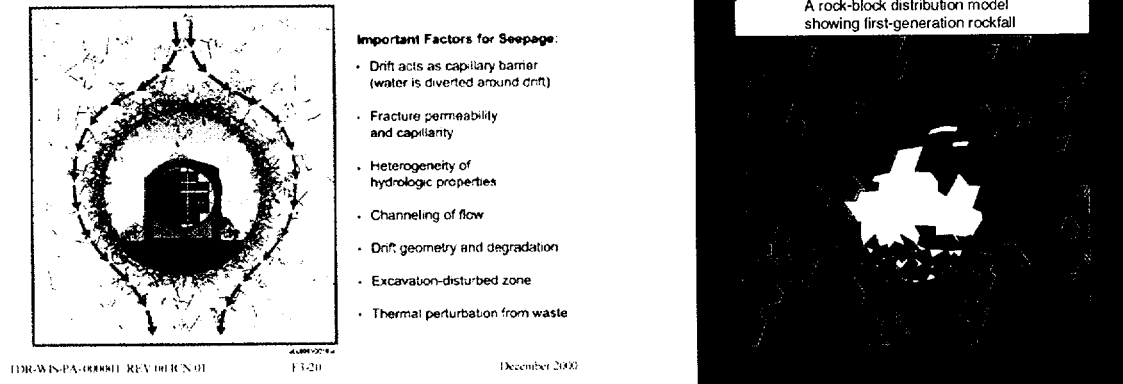 Important Factors for Seepage:
• Drift acts as capillary barrier
(water is diverted around drift)
• Fracture permeability
and capillarity
• Heterogeneity of
hydrologic properties
• Channeling of flow
• Drift geometry and degradation
• Excavation-disturbed zone
• Thermal perturbation from waste
TDR-WIS-PA-000001 REV 00 ICN 01
F3-20
December 2000
A rock-block distribution model
showing first-generation rockfall